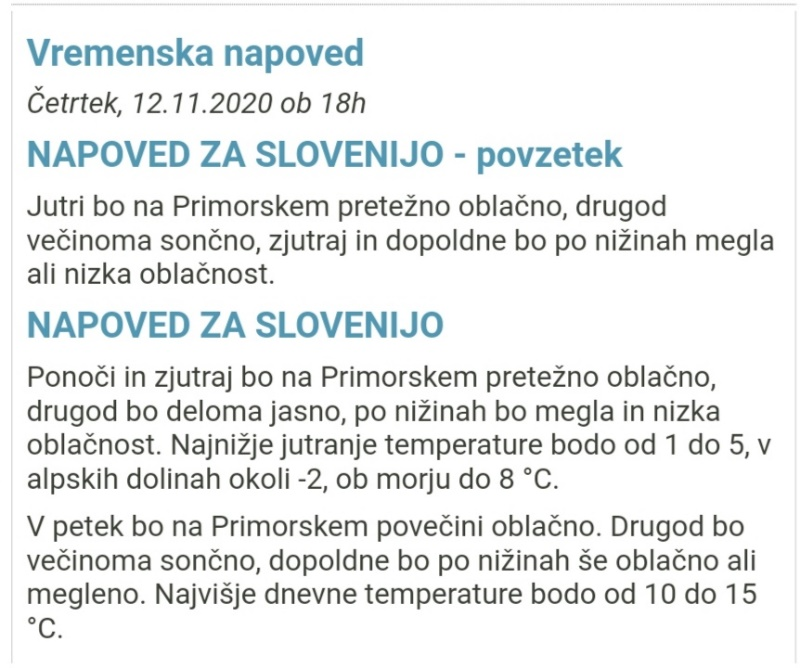 Vremenska napoved
Četrtek, 12.11.2020 ob 18h
NAPOVED ZA SLOVENIJO - povzetek
Jutri bo na Primorskem pretežno oblačno, drugod
večinoma sončno, zjutraj in dopoldne bo po nižinah megla
ali nizka oblačnost.
NAPOVED ZA SLOVENIJO
Ponoči in zjutraj bo na Primorskem pretežno oblačno,
drugod bo deloma jasno, po nižinah bo megla in nizka
oblačnost. Najnižje jutranje temperature bodo od 1 do 5, v
alpskih dolinah okoli -2, ob morju do 8 °C.
V petek bo na Primorskem povečini oblačno. Drugod bo
večinoma sončno, dopoldne bo po nižinah še oblačno ali
megleno. Najvišje dnevne temperature bodo od 10 do 15
°C.